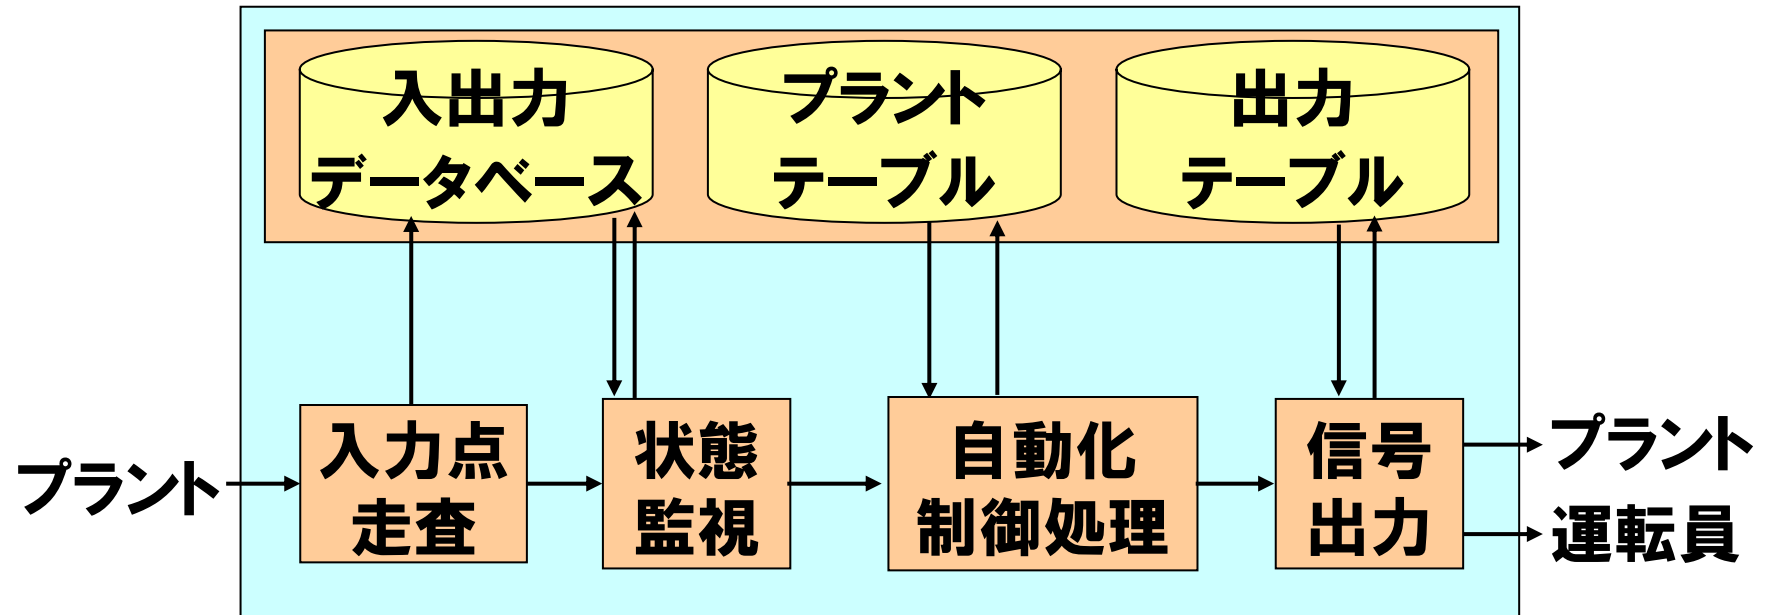 入出力
データベース
プラント
テーブル
出力
テーブル
プラント
入力点
走査
状態
監視
自動化
制御処理
信号
出力
プラント
運転員